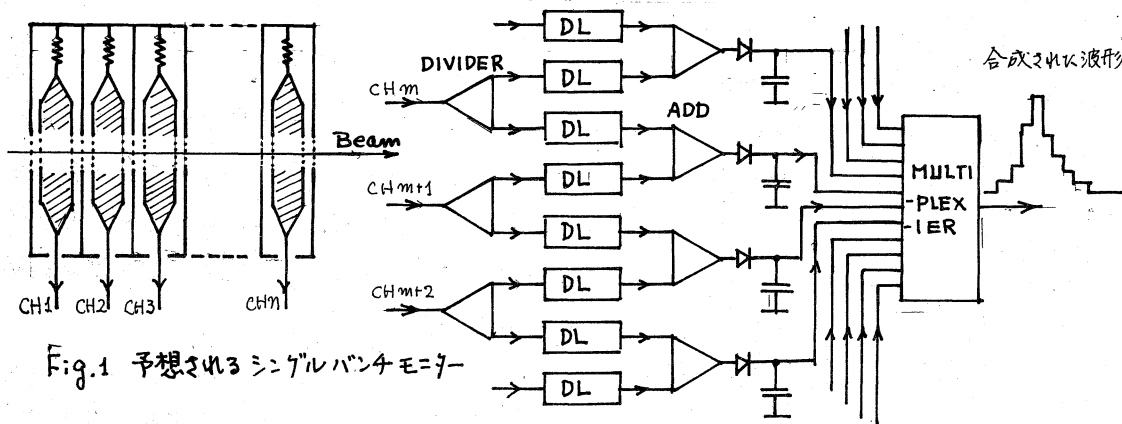 CH1 CH2 CH3 CHn
Beam
DIVIDER
CHm
CHm+1
CHm+2
DL
DL
DL
DL
DL
DL
DL
DL
ADD
MULTI
-PLEX
-IER
合成された波形
Fig.1 予想されるシングルバンチモニター